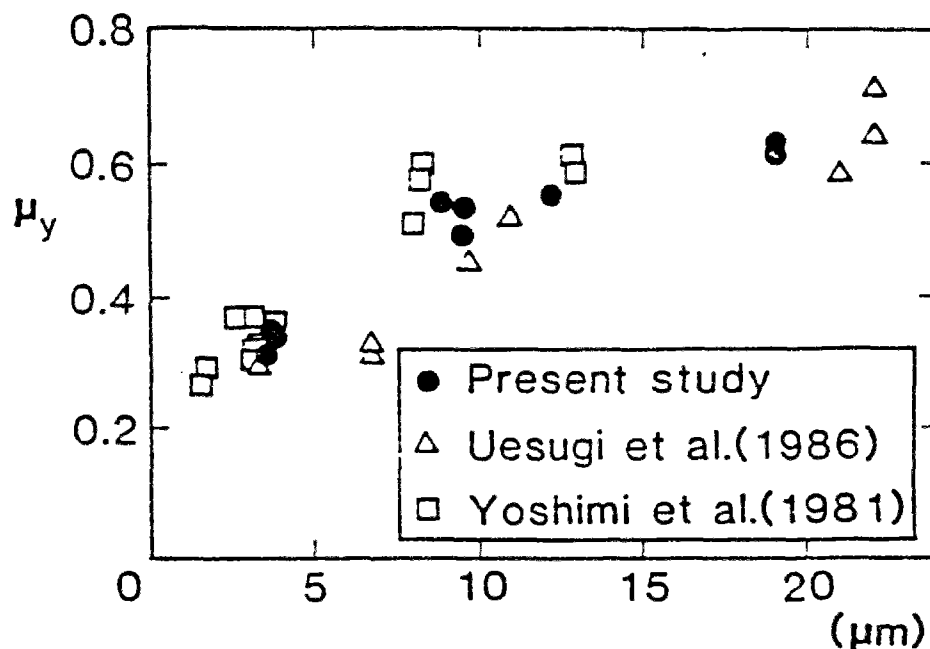 0.8
0.6
μy
0.4
0.2
Present study
Uesugi et al.(1986)
Yoshimi et al.(1981)
0 5 10 15 20
(μm)